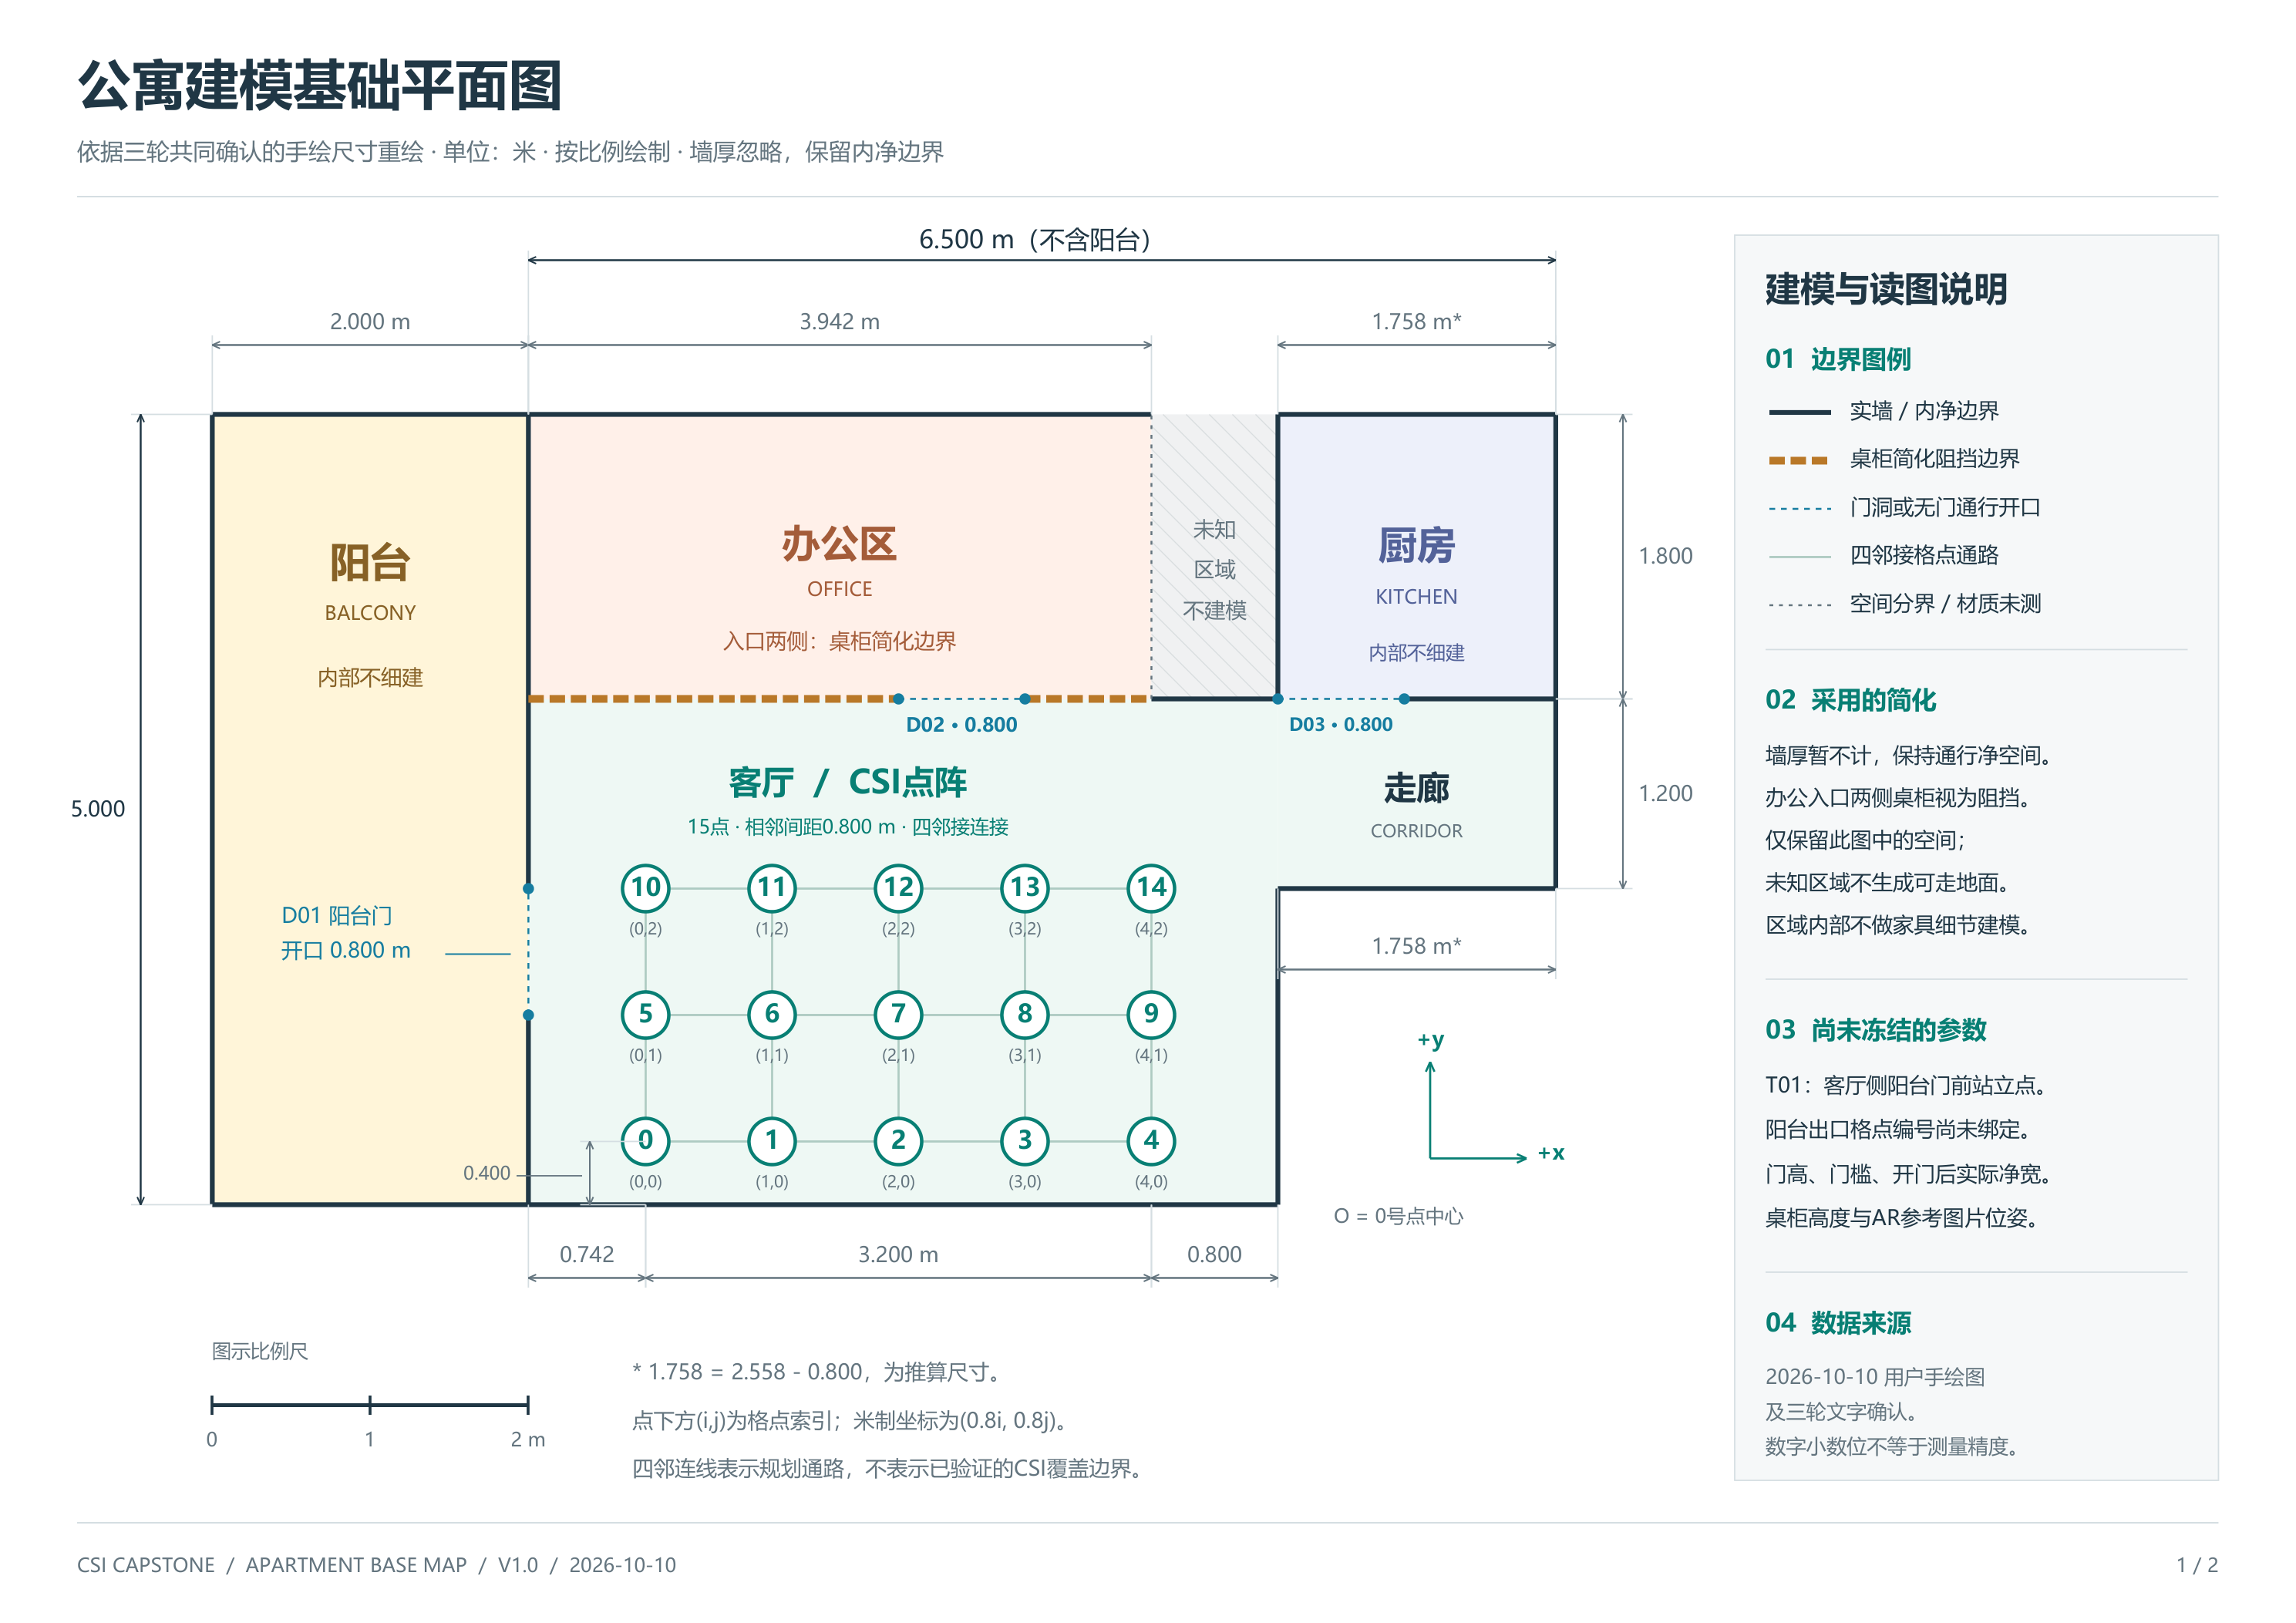 公寓建模基础平面图
依据三轮共同确认的手绘尺寸重绘 · 单位：米 · 按比例绘制 · 墙厚忽略，保留内净边界
6.500 m（不含阳台）
2.000 m
3.942 m
1.758 m*
5.000
阳台
BALCONY
内部不细建
办公区
OFFICE
入口两侧：桌柜简化边界
未知
区域
不建模
厨房
KITCHEN
内部不细建
1.800
D02 • 0.800
D03 • 0.800
客厅 / CSI点阵
15点 · 相邻间距0.800 m · 四邻接连接
走廊
CORRIDOR
1.200
D01 阳台门
开口 0.800 m
10 11 12 13 14
(0,2) (1,2) (2,2) (3,2) (4,2)
1.758 m*
5 6 7 8 9
(0,1) (1,1) (2,1) (3,1) (4,1)
0 1 2 3 4
(0,0) (1,0) (2,0) (3,0) (4,0)
0.400
+y
+x
O = 0号点中心
0.742
3.200 m
0.800
图示比例尺
0 1 2 m
* 1.758 = 2.558 - 0.800，为推算尺寸。
点下方(i,j)为格点索引；米制坐标为(0.8i, 0.8j)。
四邻连线表示规划通路，不表示已验证的CSI覆盖边界。
建模与读图说明
01 边界图例
实墙 / 内净边界
桌柜简化阻挡边界
门洞或无门通行开口
四邻接格点通路
空间分界 / 材质未测
02 采用的简化
墙厚暂不计，保持通行净空间。
办公入口两侧桌柜视为阻挡。
仅保留此图中的空间；
未知区域不生成可走地面。
区域内部不做家具细节建模。
03 尚未冻结的参数
T01：客厅侧阳台门前站立点。
阳台出口格点编号尚未绑定。
门高、门槛、开门后实际净宽。
桌柜高度与AR参考图片位姿。
04 数据来源
2026-10-10 用户手绘图
及三轮文字确认。
数字小数位不等于测量精度。
CSI CAPSTONE / APARTMENT BASE MAP / V1.0 / 2026-10-10
1 / 2